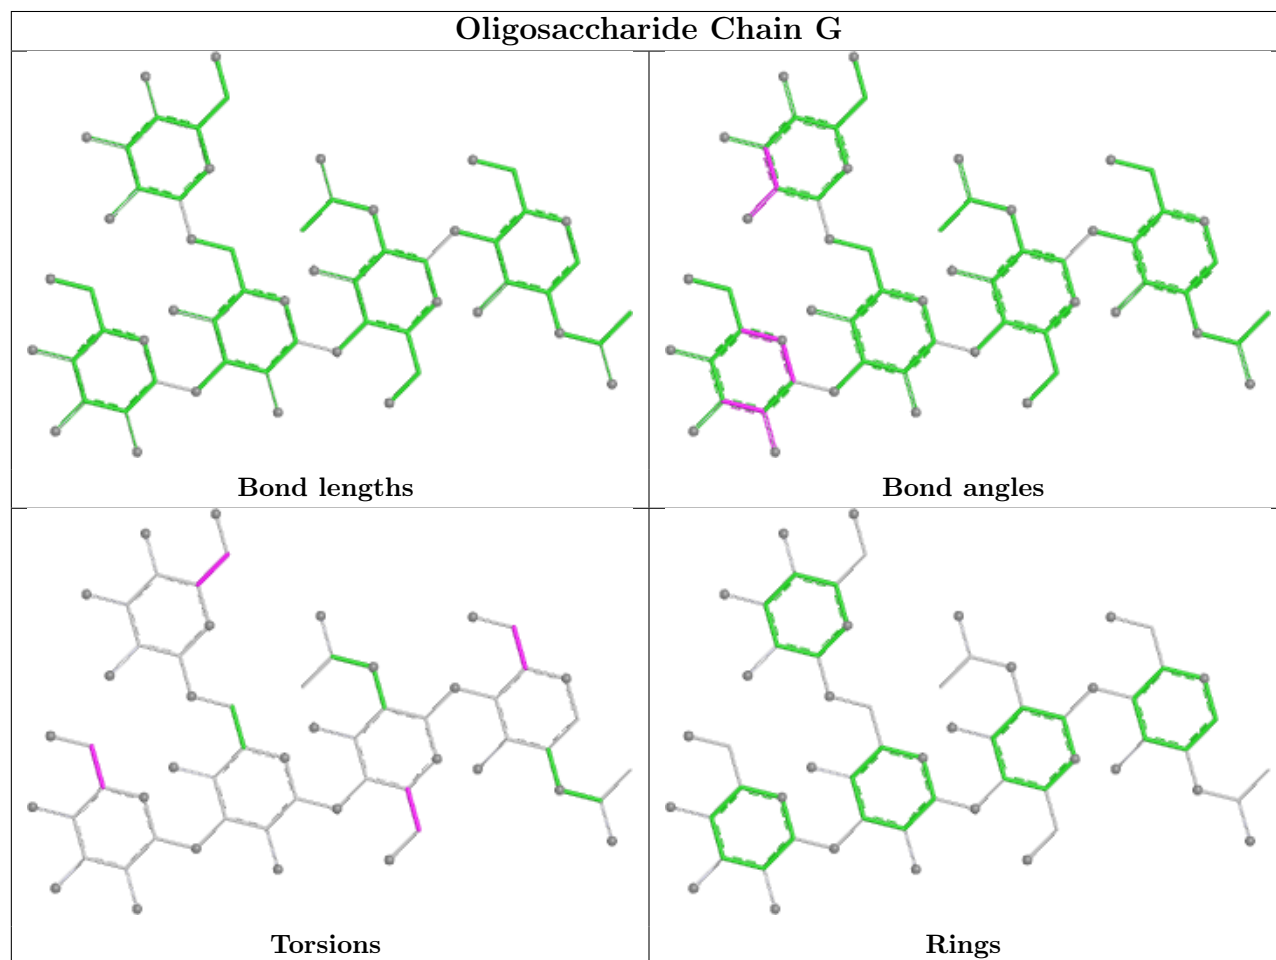 Oligosaccharide Chain G
Bond lengths
Bond angles
Torsions
Rings